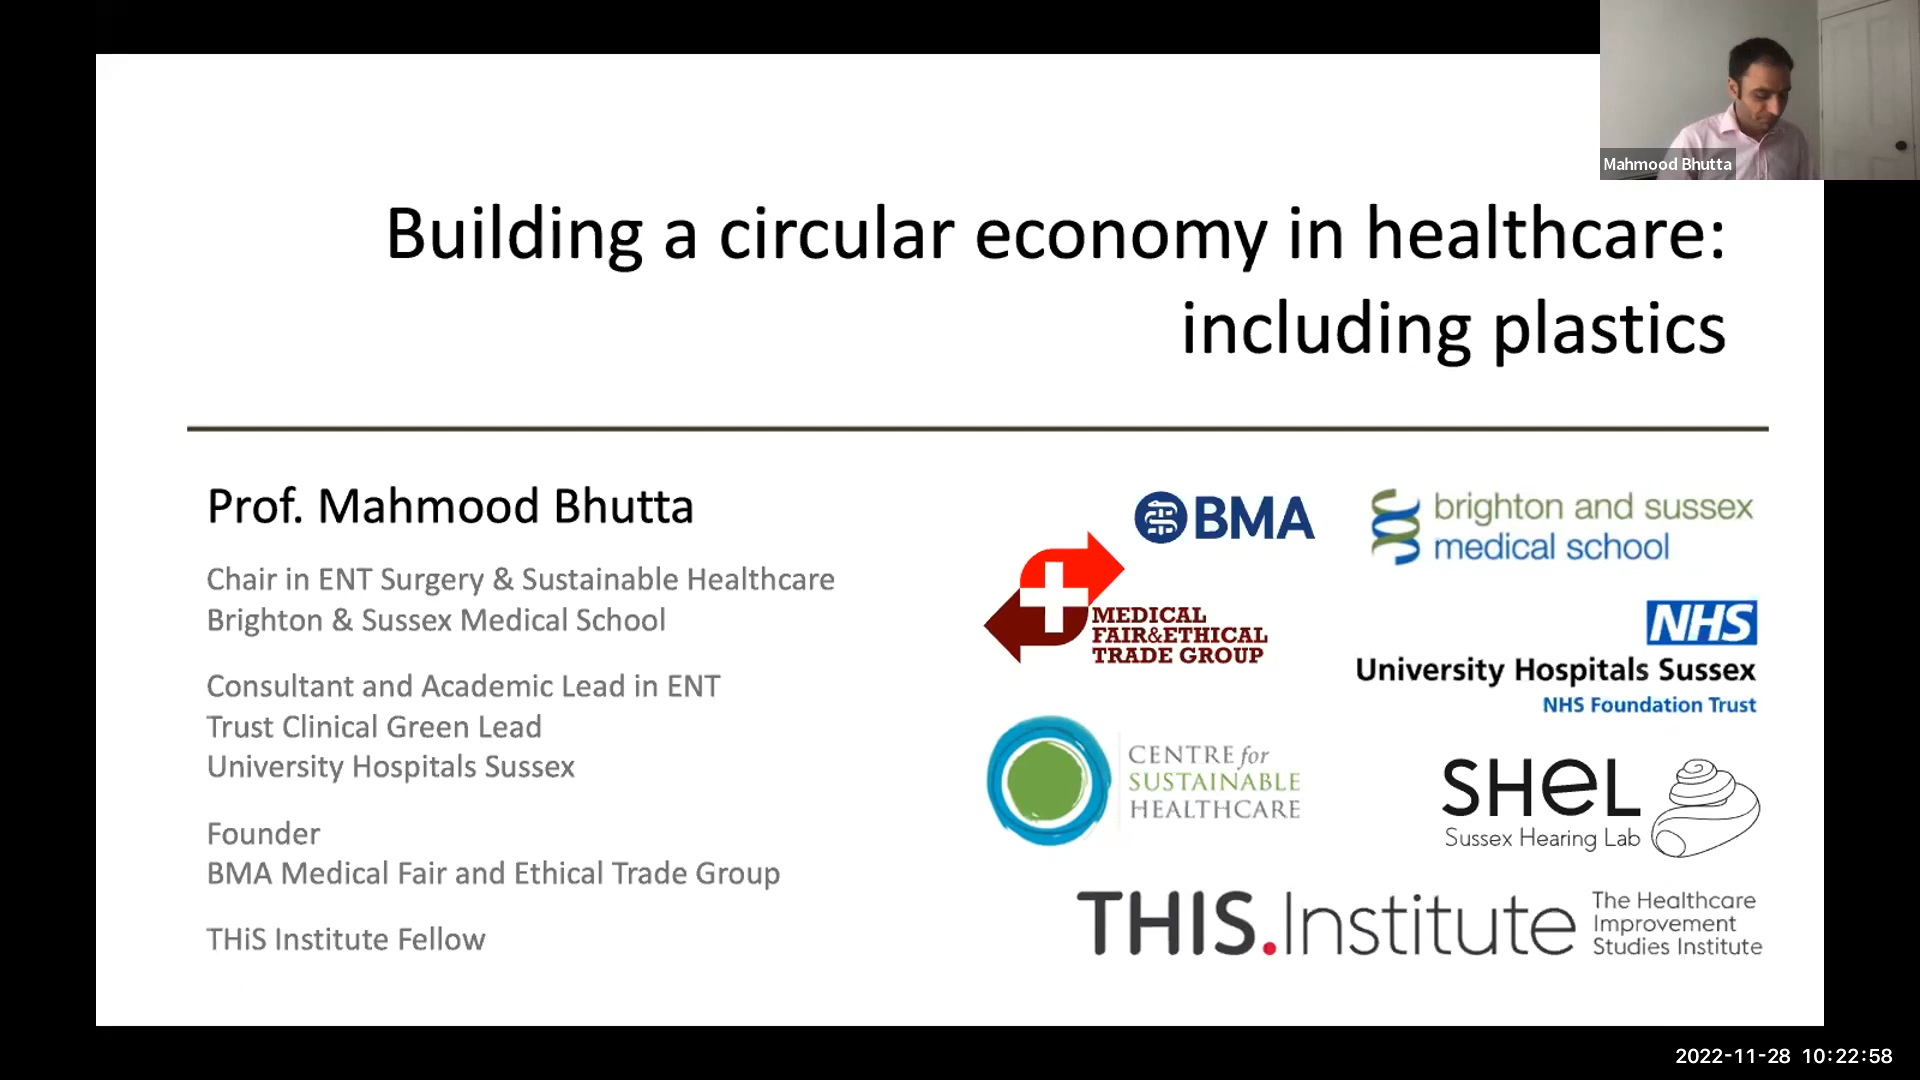 Mahmood Bhutta
Building a circular economy in healthcare:
including plastics
Prof. Mahmood Bhutta
Chair in ENT Surgery & Sustainable Healthcare
Brighton & Sussex Medical School
Consultant and Academic Lead in ENT
Trust Clinical Green Lead
University Hospitals Sussex
Founder
BMA Medical Fair and Ethical Trade Group
THiS Institute Fellow
BMA
brighton and sussex
medical school
MEDICAL
FAIR&ETHICAL
TRADE GROUP
NHS
University Hospitals Sussex
NHS Foundation Trust
CENTRE for
SUSTAINABLE
HEALTHCARE
SHeL
Sussex Hearing Lab
THIS.Institute
The Healthcare
Improvement
Studies Institute
2022-11-28 10:22:58